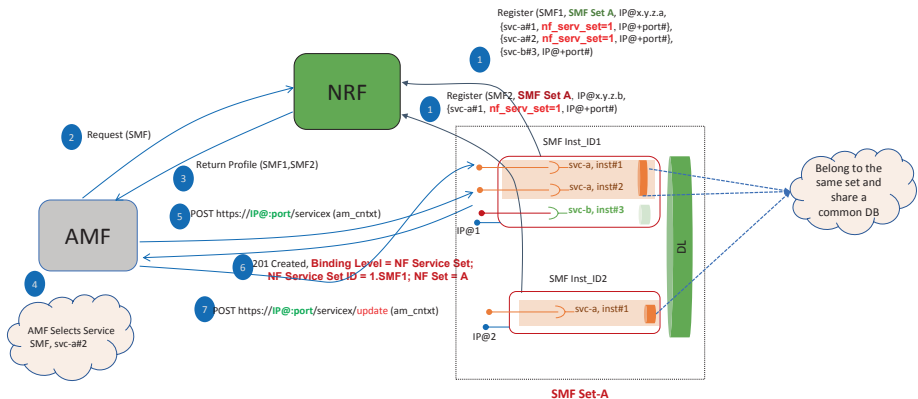 Register (SMF1, SMF Set A, IP@x.y.z.a,
{svc-a#1, nf_serv_set=1, IP@+port#},
{svc-a#2, nf_serv_set=1, IP@+port#},
{svc-b#3, IP@+port#)
1
NRF
Register (SMF2, SMF Set A, IP@x.y.z.b,
{svc-a#1, nf_serv_set=1, IP@+port#)
1
2
Request (SMF)
SMF Inst_ID1
svc-a, inst#1
svc-a, inst#2
svc-b, inst#3
IP@1
3
Return Profile (SMF1,SMF2)
Belong to the
same set and
share a
common DB
5
POST https://IP@:port/servicex (am_cntxt)
AMF
DL
6
201 Created, Binding Level = NF Service Set;
NF Service Set ID = 1.SMF1; NF Set = A
4
SMF Inst_ID2
svc-a, inst#1
IP@2
7
POST https://IP@:port/servicex/update (am_cntxt)
AMF Selects Service
SMF, svc-a#2
SMF Set-A